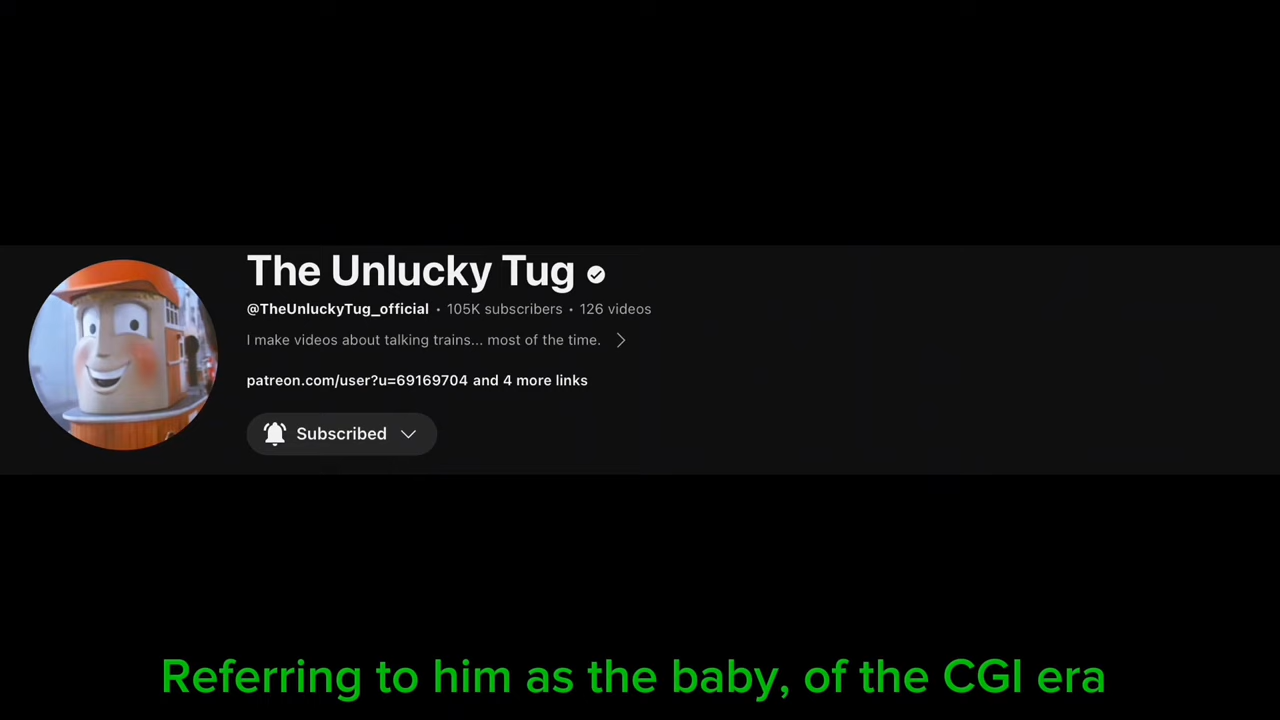 The Unlucky Tug
@TheUnluckyTug_official • 105K subscribers • 126 videos
I make videos about talking trains... most of the time.
patreon.com/user?u=69169704 and 4 more links
Subscribed
Referring to him as the baby, of the CGI era